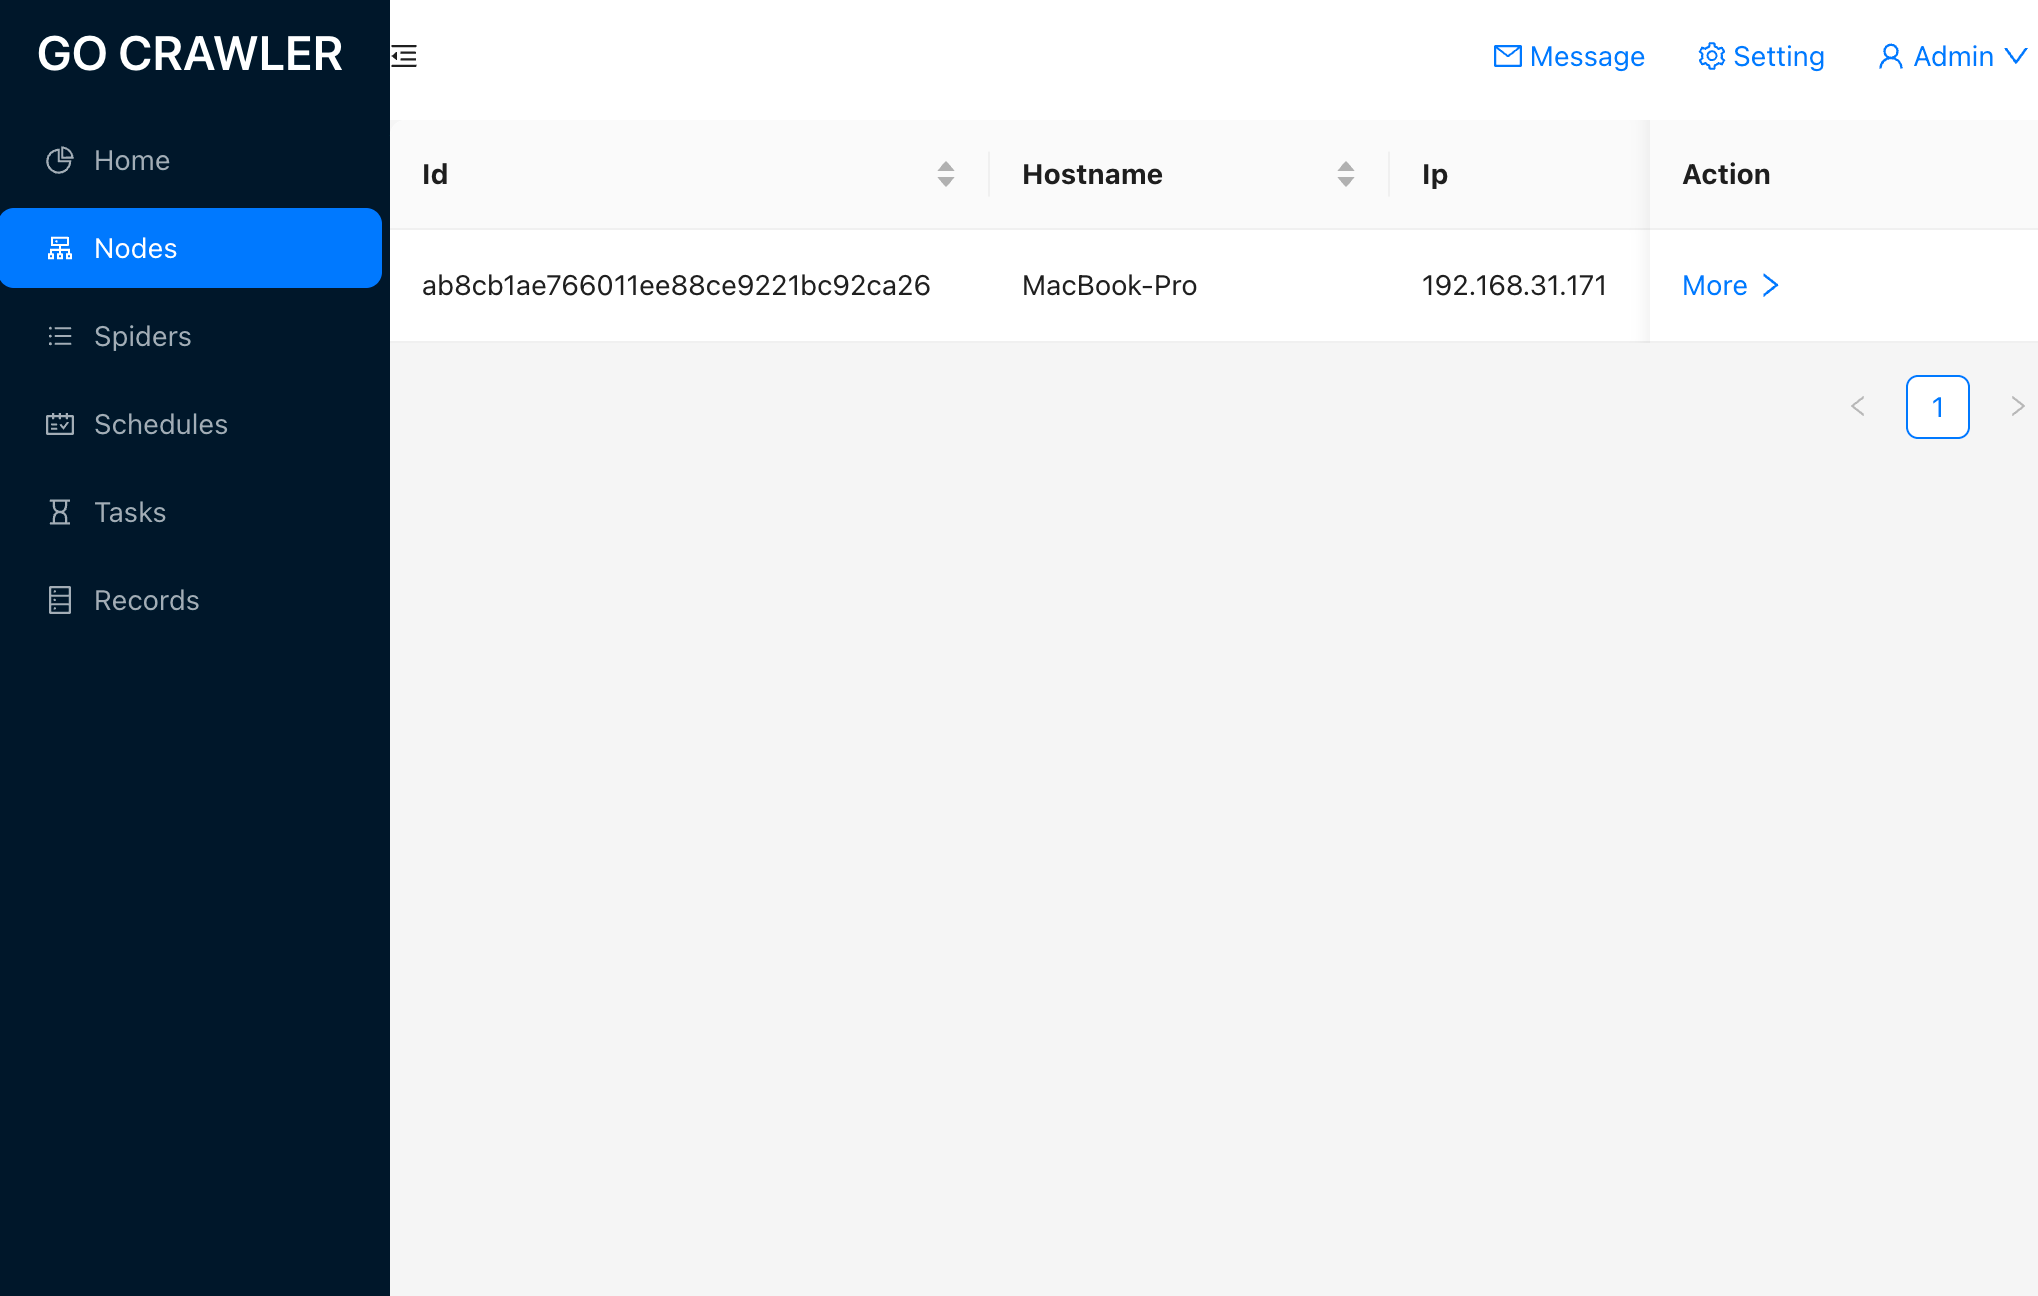 GO CRAWLER
Message Setting Admin
Home
Nodes
Spiders
Schedules
Tasks
Records
Id Hostname Ip Action
ab8cb1ae766011ee88ce9221bc92ca26 MacBook-Pro 192.168.31.171 More
1